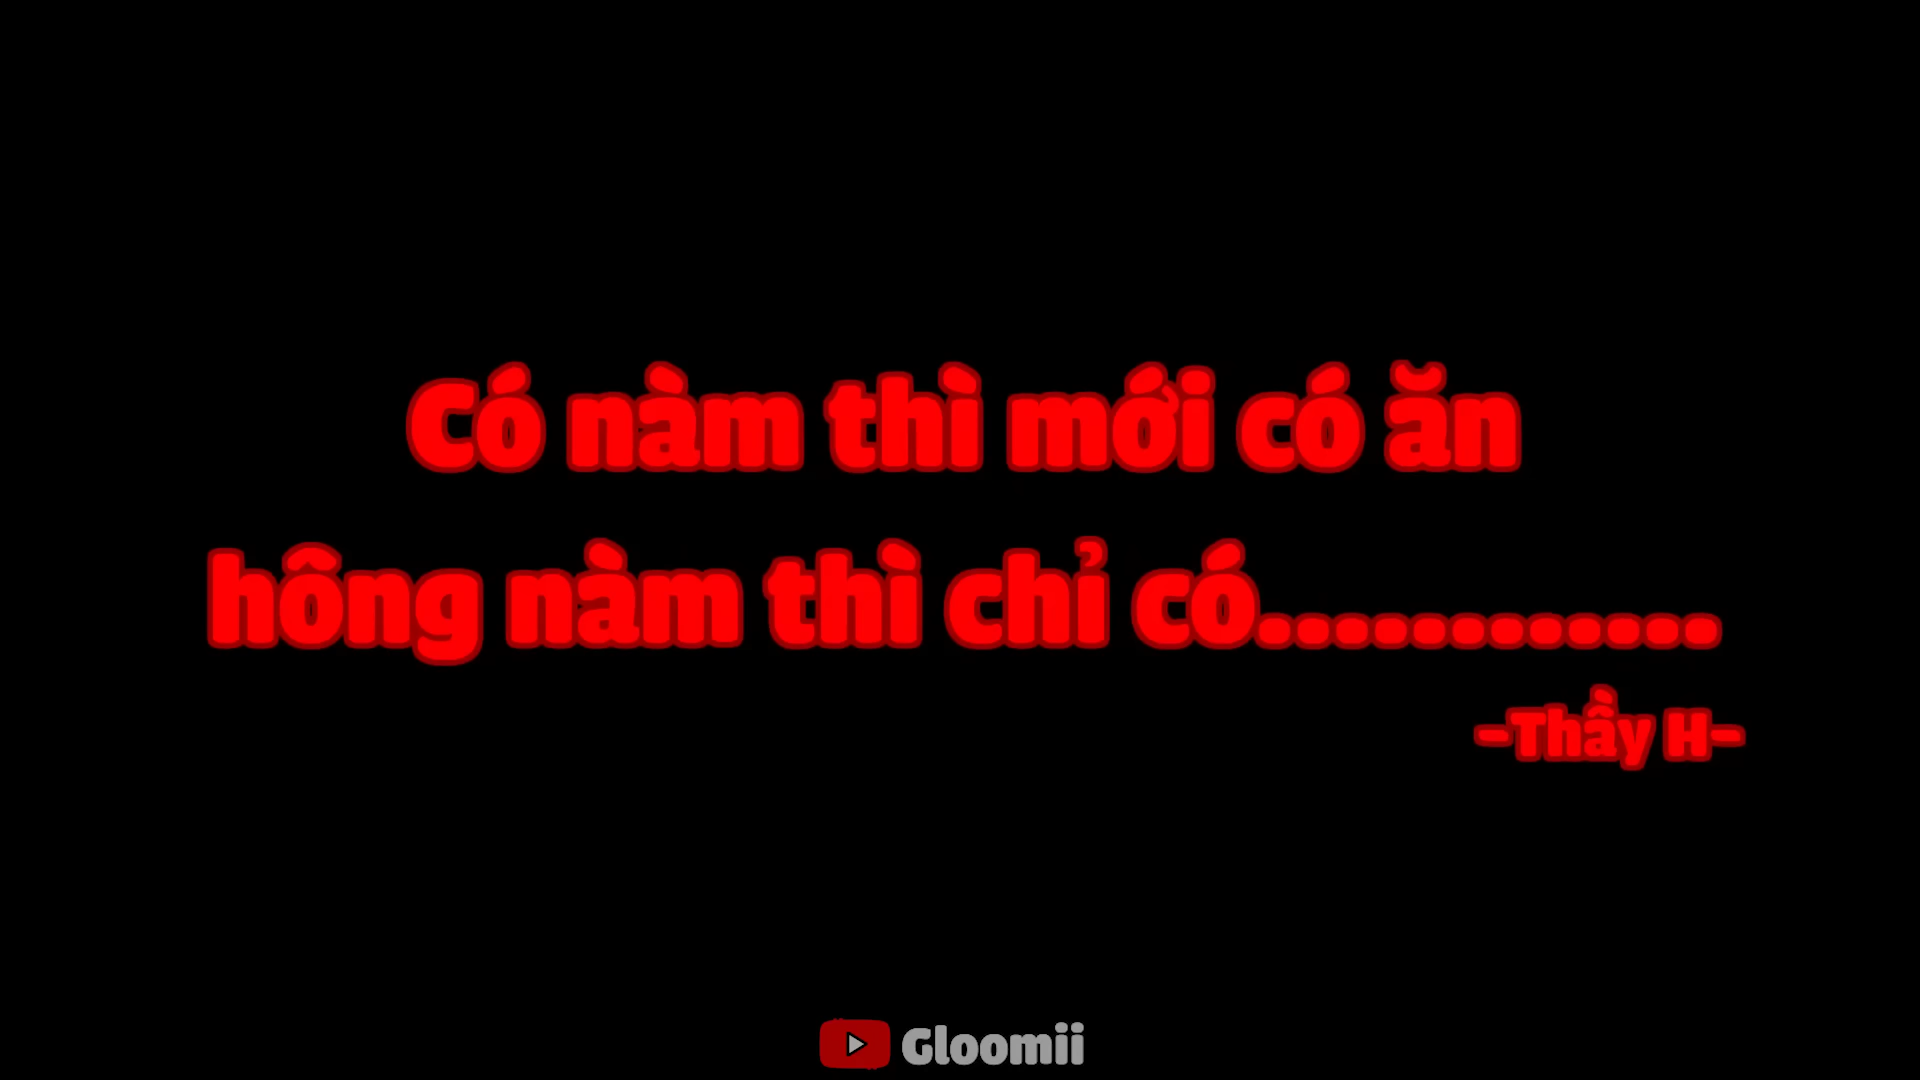 Có nàm thì mới có ăn
hông nàm thì chỉ có............
-Thầy H-
Gloomii